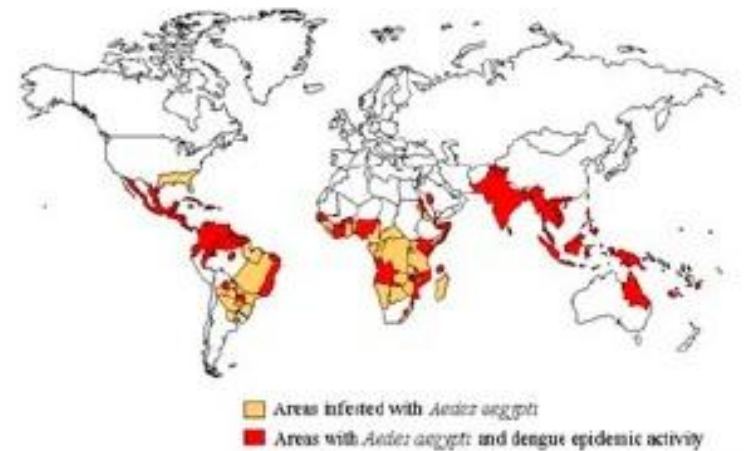 Areas infested with Aedes aegypti
Areas with Aedes aegypti and dengue epidemic activity